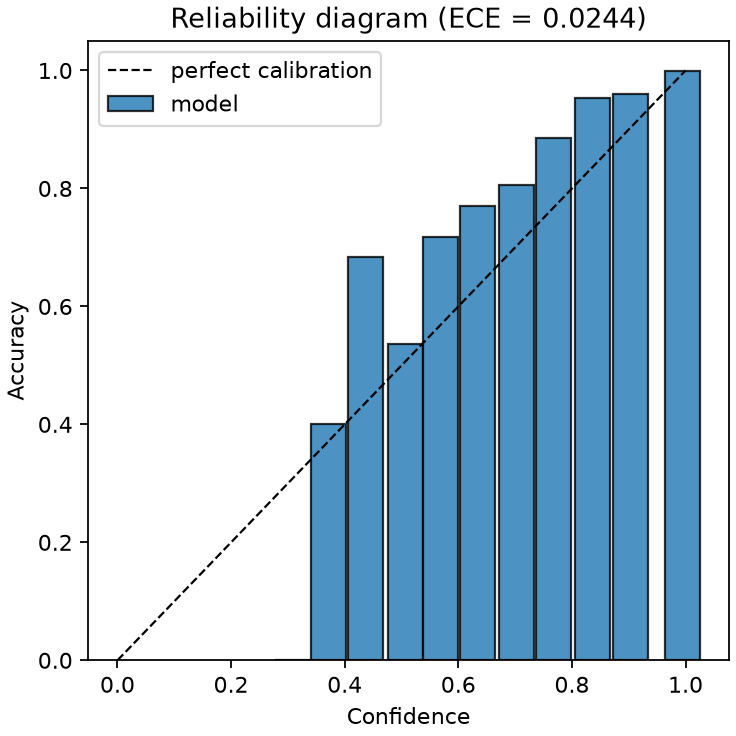 Reliability diagram (ECE = 0.0244)
perfect calibration
model
1.0
0.8
0.6
0.4
0.2
0.0
Accuracy
0.0 0.2 0.4 0.6 0.8 1.0
Confidence